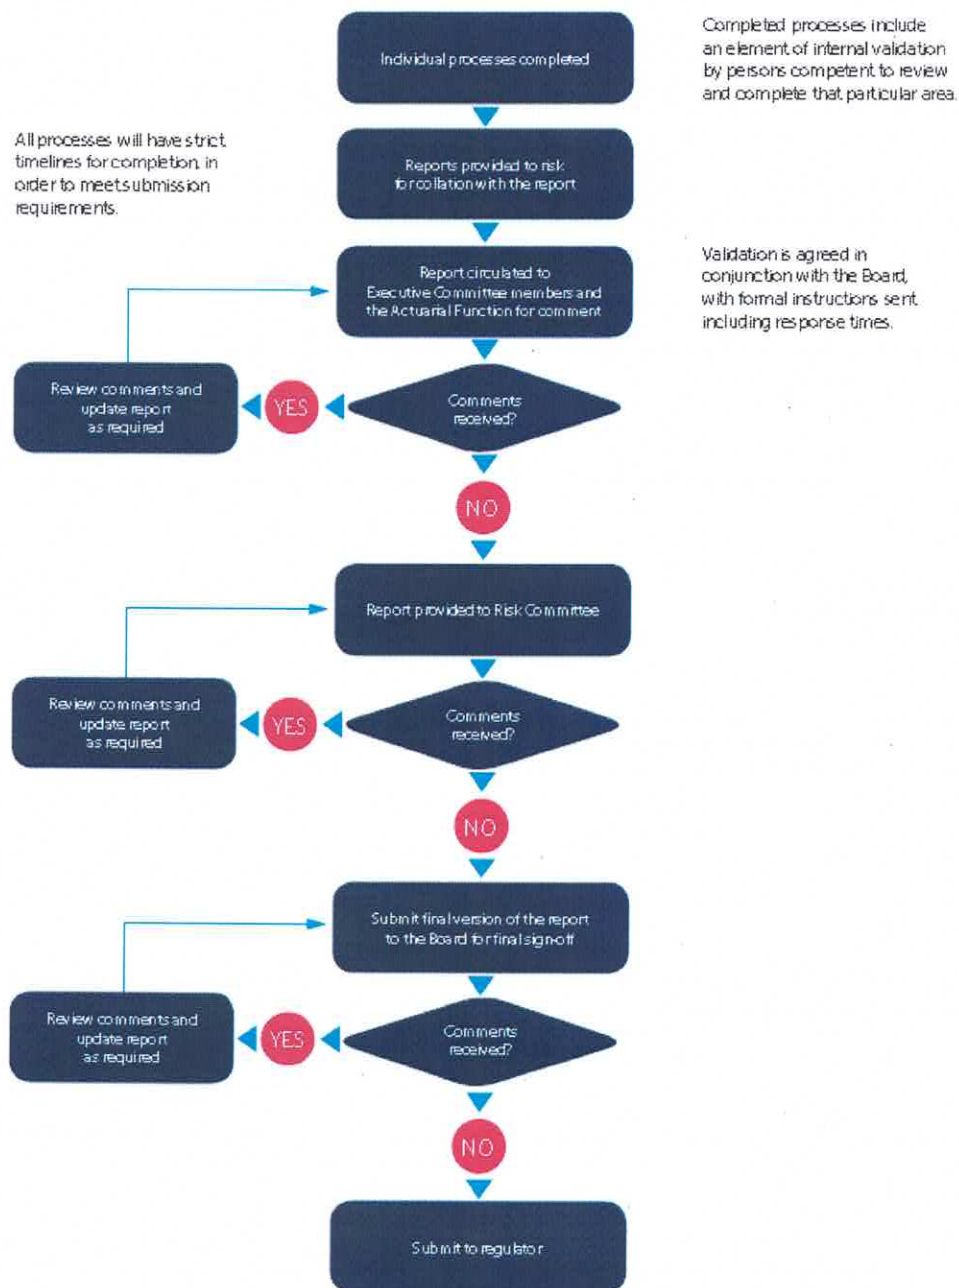 Individual processes completed
Completed processes include
an element of internal validation
by persons competent to review
and complete that particular area.
All processes will have strict
timelines for completion, in
order to meet submission
requirements.
Reports provided to risk
for collation with the report
Report circulated to
Executive Committee members and
the Actuarial Function for comment
Validation is agreed in
conjunction with the Board,
with formal instructions sent,
including response times.
Review comments and
update report
as required
YES
Comments
received?
NO
Report provided to Risk Committee
Review comments and
update report
as required
YES
Comments
received?
NO
Submit final version of the report
to the Board for final sign-off
Review comments and
update report
as required
YES
Comments
received?
NO
Submit to regulator